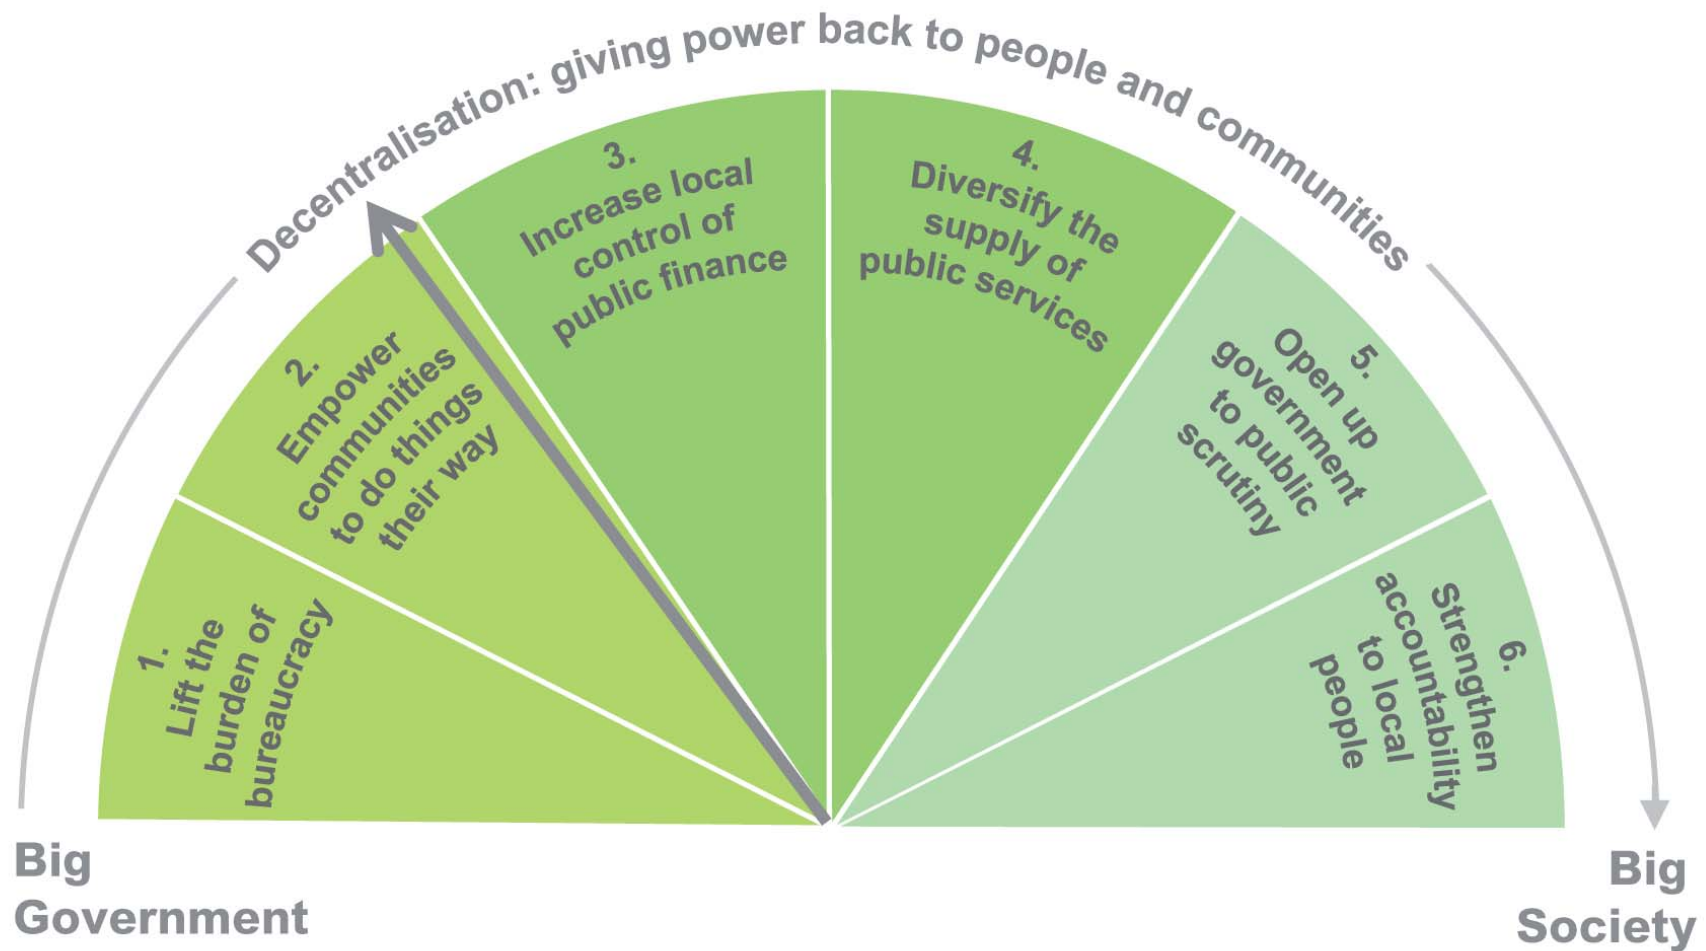 Decentralisation: giving power back to people and communities
1.
Lift the
burden of
bureaucracy
2.
Empower
communities
to do things
their way
3.
Increase local
control of
public finance
4.
Diversify the
supply of
public services
5.
Open up
government
to public
scrutiny
6.
Strengthen
accountability
to local
people
Big
Government
Big
Society